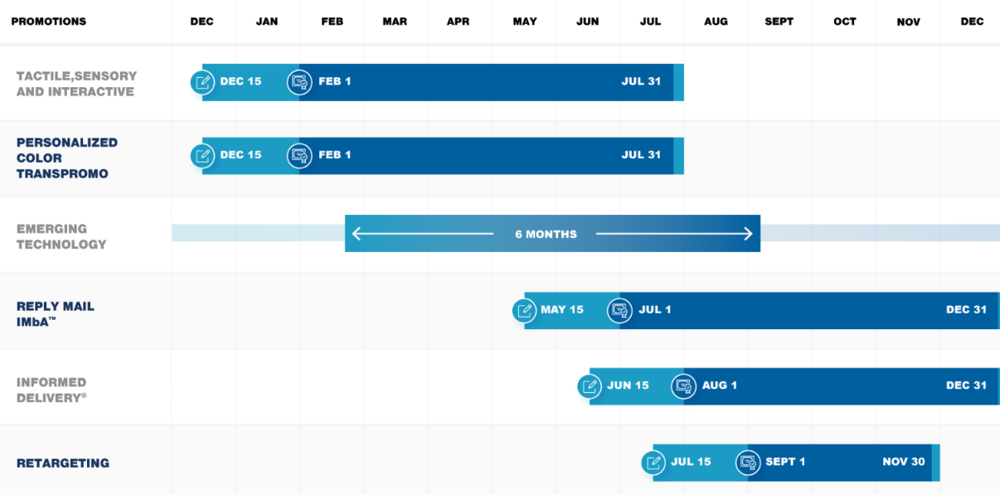 PROMOTIONS DEC JAN FEB MAR APR MAY JUN JUL AUG SEPT OCT NOV DEC
TACTILE,SENSORY
AND INTERACTIVE
DEC 15 FEB 1 JUL 31
PERSONALIZED
COLOR
TRANSPROMO
DEC 15 FEB 1 JUL 31
EMERGING
TECHNOLOGY
6 MONTHS
REPLY MAIL
IMbA™
MAY 15 JUL 1 DEC 31
INFORMED
DELIVERY®
JUN 15 AUG 1 DEC 31
RETARGETING
JUL 15 SEPT 1 NOV 30